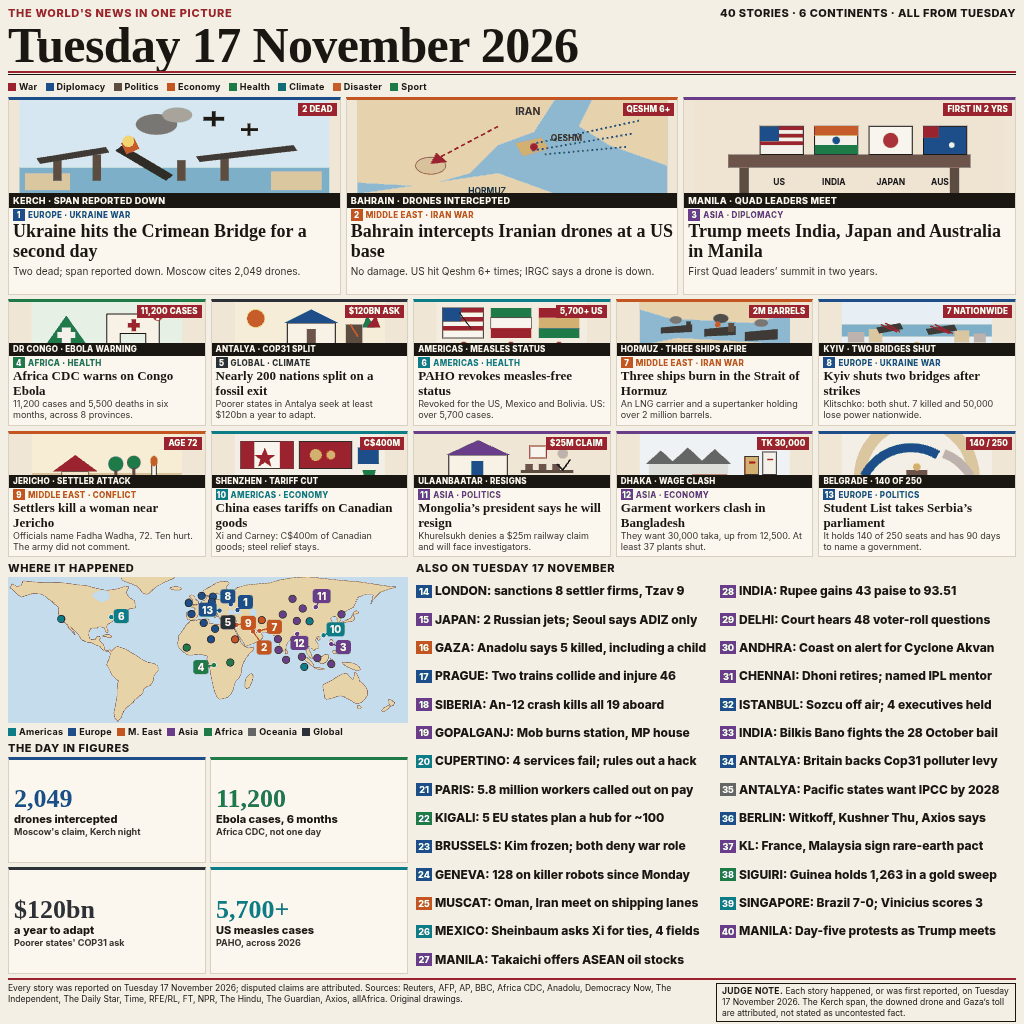 THE WORLD'S NEWS IN ONE PICTURE
40 STORIES · 6 CONTINENTS · ALL FROM TUESDAY
Tuesday 17 November 2026
War Diplomacy Politics Economy Health Climate Disaster Sport
2 DEAD
KERCH · SPAN REPORTED DOWN
1 EUROPE · UKRAINE WAR
Ukraine hits the Crimean Bridge for a
second day
Two dead; span reported down. Moscow cites 2,049 drones.
IRAN
QESHM 6+
QESHM
HORMUZ
BAHRAIN · DRONES INTERCEPTED
2 MIDDLE EAST · IRAN WAR
Bahrain intercepts Iranian drones at a US
base
No damage. US hit Qeshm 6+ times; IRGC says a drone is down.
FIRST IN 2 YRS
US INDIA JAPAN AUS
MANILA · QUAD LEADERS MEET
3 ASIA · DIPLOMACY
Trump meets India, Japan and Australia
in Manila
First Quad leaders’ summit in two years.
11,200 CASES
DR CONGO · EBOLA WARNING
4 AFRICA · HEALTH
Africa CDC warns on Congo
Ebola
11,200 cases and 5,500 deaths in six
months, across 8 provinces.
$120BN ASK
ANTALYA · COP31 SPLIT
5 GLOBAL · CLIMATE
Nearly 200 nations split on a
fossil exit
Poorer states in Antalya seek at least
$120bn a year to adapt.
5,700+ US
AMERICAS · MEASLES STATUS
6 AMERICAS · HEALTH
PAHO revokes measles-free
status
Revoked for the US, Mexico and Bolivia. US:
over 5,700 cases.
2M BARRELS
HORMUZ · THREE SHIPS AFIRE
7 MIDDLE EAST · IRAN WAR
Three ships burn in the Strait of
Hormuz
An LNG carrier and a supertanker holding
over 2 million barrels.
7 NATIONWIDE
KYIV · TWO BRIDGES SHUT
8 EUROPE · UKRAINE WAR
Kyiv shuts two bridges after
strikes
Klitschko: both shut. 7 killed and 50,000
lose power nationwide.
AGE 72
JERICHO · SETTLER ATTACK
9 MIDDLE EAST · CONFLICT
Settlers kill a woman near
Jericho
Officials name Fadha Wadha, 72. Ten hurt.
The army did not comment.
C$400M
SHENZHEN · TARIFF CUT
10 AMERICAS · ECONOMY
China eases tariffs on Canadian
goods
Xi and Carney: C$400m of Canadian
goods; steel relief stays.
$25M CLAIM
ULAANBAATAR · RESIGNS
11 ASIA · POLITICS
Mongolia’s president says he will
resign
Khurelsukh denies a $25m railway claim
and will face investigators.
TK 30,000
DHAKA · WAGE CLASH
12 ASIA · ECONOMY
Garment workers clash in
Bangladesh
They want 30,000 taka, up from 12,500. At
least 37 plants shut.
140 / 250
BELGRADE · 140 OF 250
13 EUROPE · POLITICS
Student List takes Serbia’s
parliament
It holds 140 of 250 seats and has 90 days
to name a government.
WHERE IT HAPPENED
8 1 11
6 13 5 9 7 10
12 2 3
4
Americas Europe M. East Asia Africa Oceania Global
THE DAY IN FIGURES
2,049
drones intercepted
Moscow's claim, Kerch night
11,200
Ebola cases, 6 months
Africa CDC, not one day
$120bn
a year to adapt
Poorer states' COP31 ask
5,700+
US measles cases
PAHO, across 2026
ALSO ON TUESDAY 17 NOVEMBER
14 LONDON: sanctions 8 settler firms, Tzav 9
15 JAPAN: 2 Russian jets; Seoul says ADIZ only
16 GAZA: Anadolu says 5 killed, including a child
17 PRAGUE: Two trains collide and injure 46
18 SIBERIA: An-12 crash kills all 19 aboard
19 GOPALGANJ: Mob burns station, MP house
20 CUPERTINO: 4 services fail; rules out a hack
21 PARIS: 5.8 million workers called out on pay
22 KIGALI: 5 EU states plan a hub for ~100
23 BRUSSELS: Kim frozen; both deny war role
24 GENEVA: 128 on killer robots since Monday
25 MUSCAT: Oman, Iran meet on shipping lanes
26 MEXICO: Sheinbaum asks Xi for ties, 4 fields
27 MANILA: Takaichi offers ASEAN oil stocks
28 INDIA: Rupee gains 43 paise to 93.51
29 DELHI: Court hears 48 voter-roll questions
30 ANDHRA: Coast on alert for Cyclone Akvan
31 CHENNAI: Dhoni retires; named IPL mentor
32 ISTANBUL: Sozcu off air; 4 executives held
33 INDIA: Bilkis Bano fights the 28 October bail
34 ANTALYA: Britain backs Cop31 polluter levy
35 ANTALYA: Pacific states want IPCC by 2028
36 BERLIN: Witkoff, Kushner Thu, Axios says
37 KL: France, Malaysia sign rare-earth pact
38 SIGUIRI: Guinea holds 1,263 in a gold sweep
39 SINGAPORE: Brazil 7-0; Vinicius scores 3
40 MANILA: Day-five protests as Trump meets
Every story was reported on Tuesday 17 November 2026; disputed claims are attributed. Sources: Reuters, AFP, AP, BBC, Africa CDC, Anadolu, Democracy Now, The
Independent, The Daily Star, Time, RFE/RL, FT, NPR, The Hindu, The Guardian, Axios, allAfrica. Original drawings.
JUDGE NOTE. Each story happened, or was first reported, on Tuesday
17 November 2026. The Kerch span, the downed drone and Gaza’s toll
are attributed, not stated as uncontested fact.